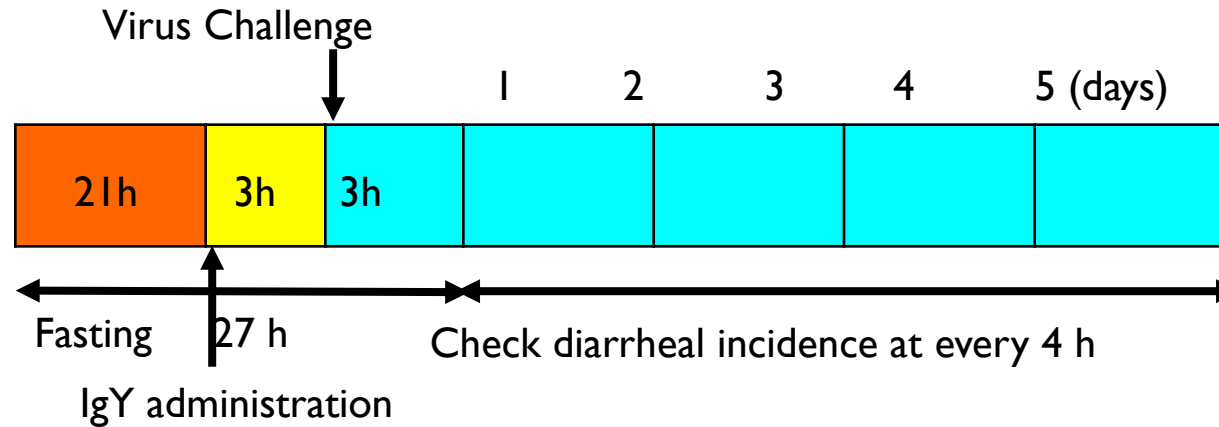 Virus Challenge
1 2 3 4 5 (days)
21h 3h 3h
Fasting 27 h
Check diarrheal incidence at every 4 h
IgY administration